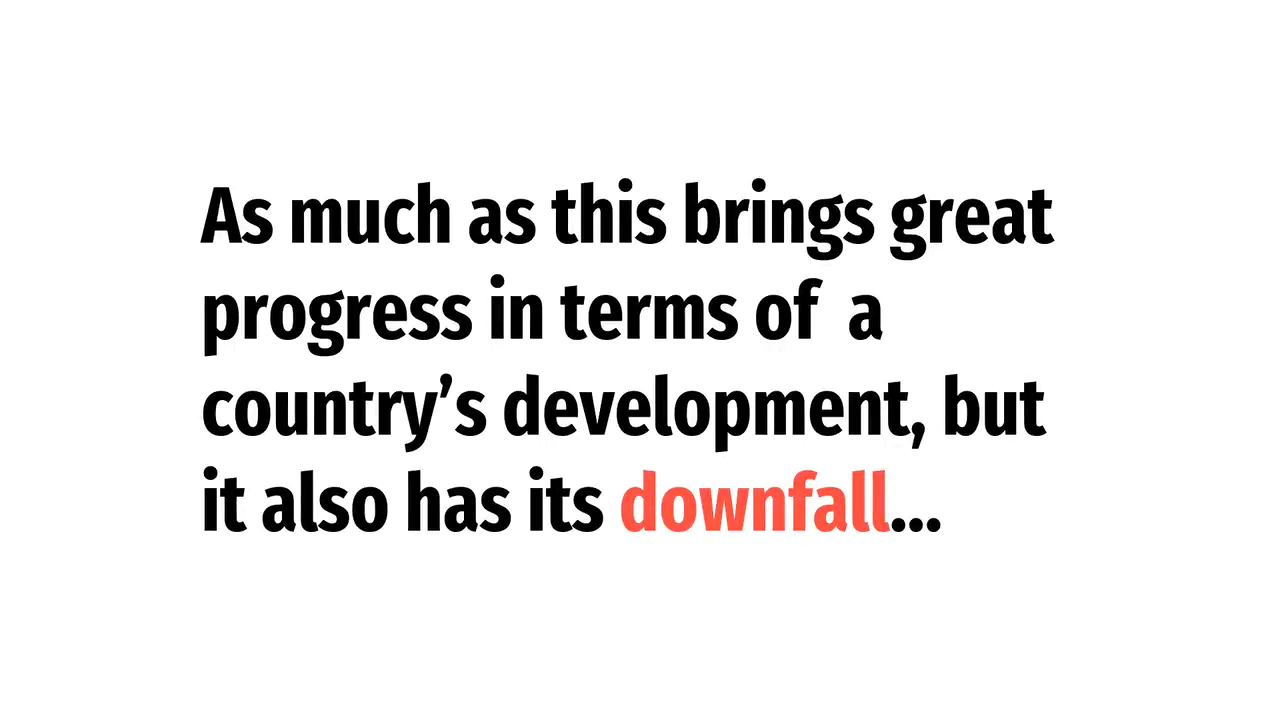 As much as this brings great
progress in terms of  a
country’s development, but
it also has its downfall...